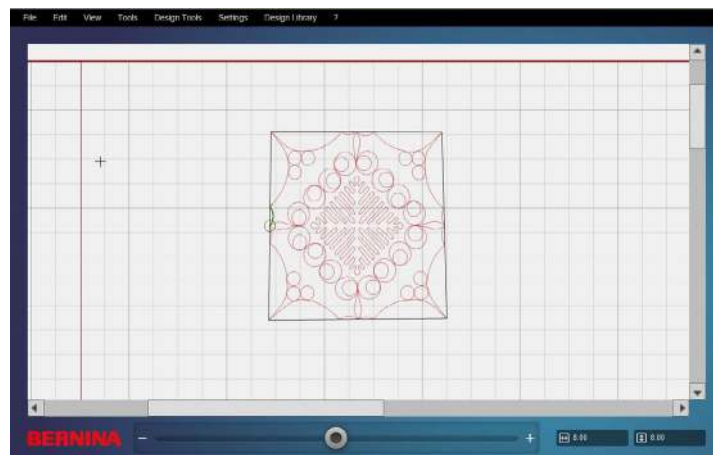 File Edit View Tools Design Tools Settings Design Library ?
BERNINA - + 0.00 0.00